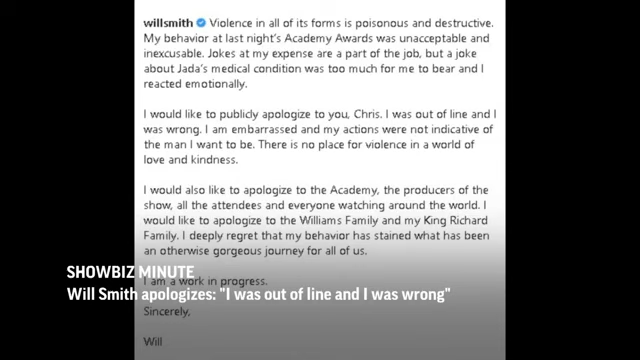 willsmith Violence in all of its forms is poisonous and destructive.
My behavior at last night's Academy Awards was unacceptable and
inexcusable. Jokes at my expense are a part of the job, but a joke
about Jada's medical condition was too much for me to bear and I
reacted emotionally.
I would like to publicly apologize to you, Chris. I was out of line and I
was wrong. I am embarrassed and my actions were not indicative of
the man I want to be. There is no place for violence in a world of
love and kindness.
I would also like to apologize to the Academy, the producers of the
show, all the attendees and everyone watching around the world. I
would like to apologize to the Williams Family and my King Richard
Family. I deeply regret that my behavior has stained what has been
an otherwise gorgeous journey for all of us.
SHOWBIZ MINUTE
I am a work in progress.
Will Smith apologizes: "I was out of line and I was wrong"
Sincerely,
Will